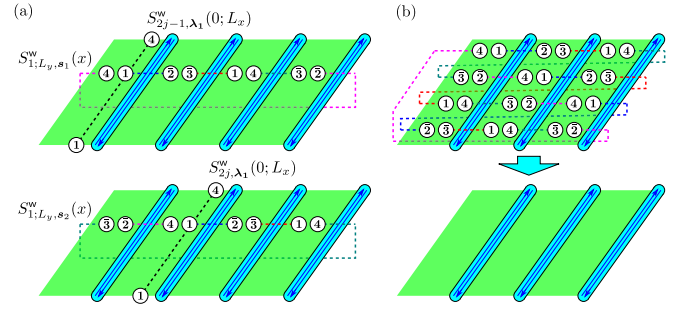 (a)
S^w_{2j-1,λ_1}(0; L_x)
4
S^w_{1;L_y,s_1}(x)
4 1 2̄ 3̄ 1 4 3̄ 2̄
1
S^w_{2j,λ_1}(0; L_x)
4
S^w_{1;L_y,s_2}(x)
3̄ 2̄ 4 1 2̄ 3̄ 1 4
1
(b)
4 1 2̄ 3̄ 1 4
3̄ 2̄ 4 1 2̄ 3̄
1 4 3̄ 2̄ 4 1
2̄ 3̄ 1 4 3̄ 2̄